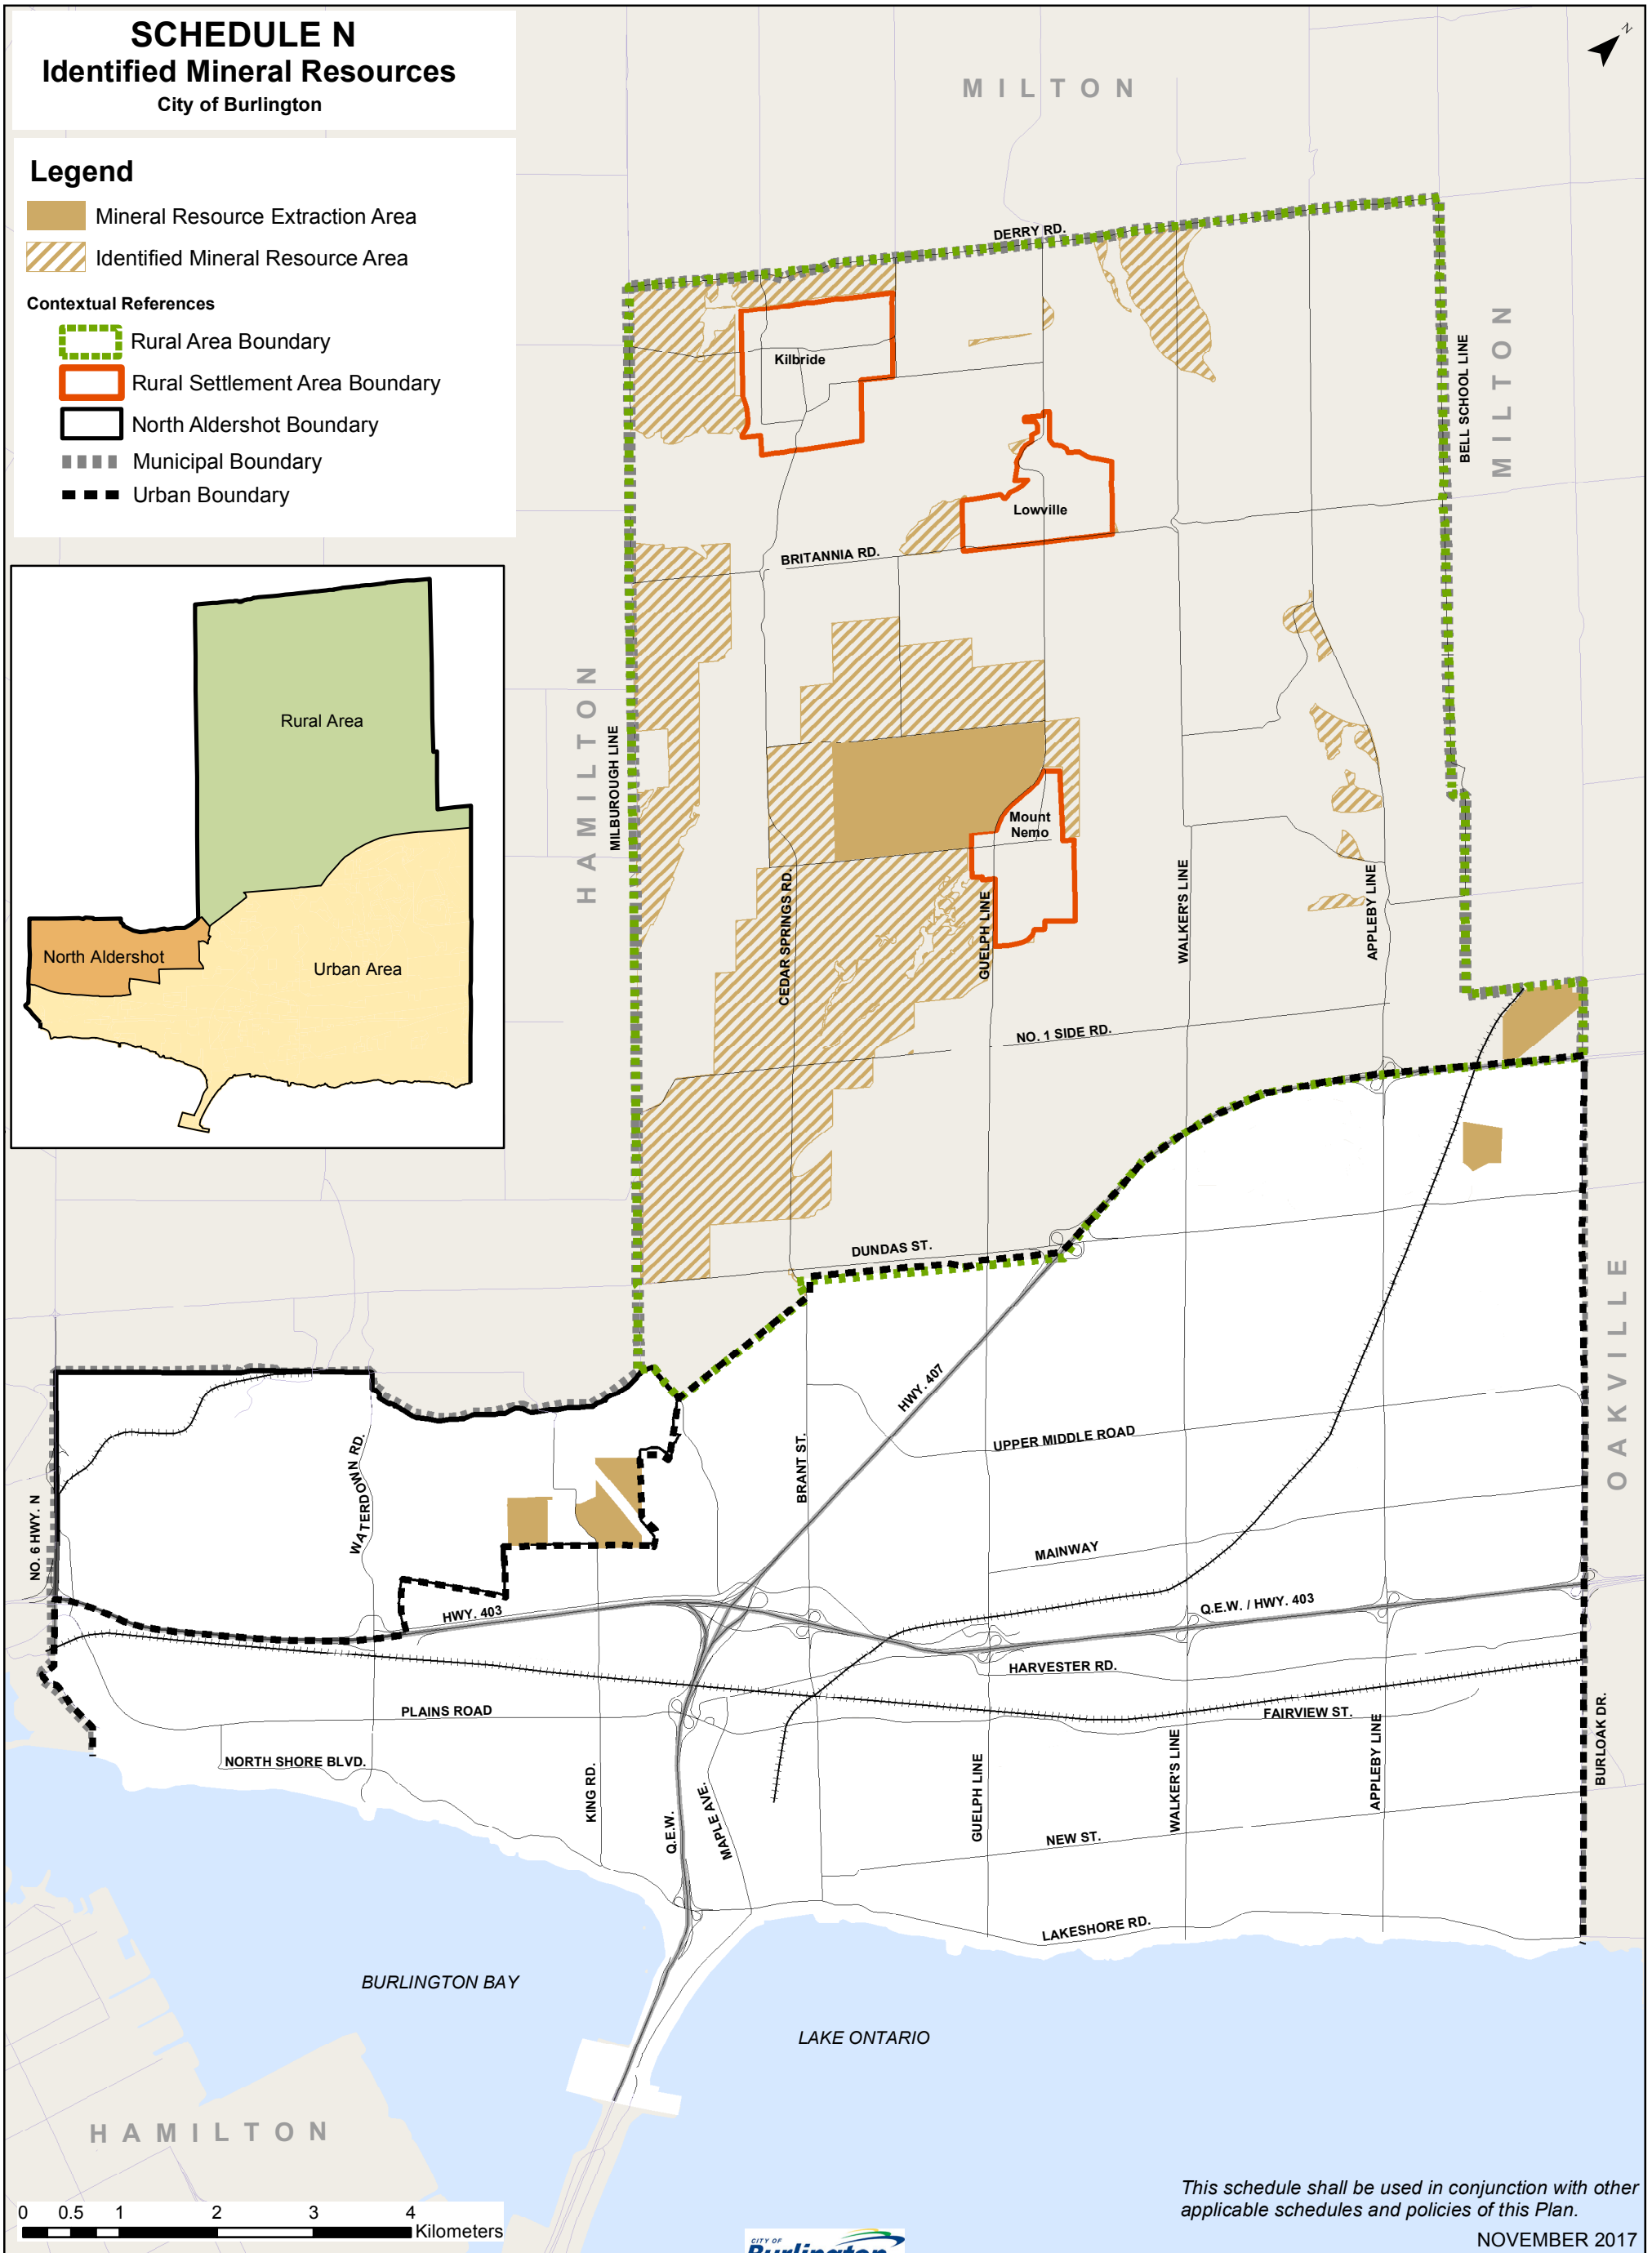 SCHEDULE N
Identified Mineral Resources
City of Burlington
N
MILTON
Legend
Mineral Resource Extraction Area
Identified Mineral Resource Area
Contextual References
Rural Area Boundary
Rural Settlement Area Boundary
North Aldershot Boundary
Municipal Boundary
Urban Boundary
DERRY RD.
Kilbride
BELL SCHOOL LINE
MILTON
Lowville
BRITANNIA RD.
Rural Area
North Aldershot
Urban Area
HAMILTON
MILBUROUGH LINE
Mount
Nemo
CEDAR SPRINGS RD.
GUELPH LINE
WALKER'S LINE
APPLEBY LINE
NO. 1 SIDE RD.
DUNDAS ST.
OAKVILLE
HWY. 407
UPPER MIDDLE ROAD
BRANT ST.
WATERDOWN RD.
NO. 6 HWY. N
MAINWAY
HWY. 403
Q.E.W. / HWY. 403
HARVESTER RD.
PLAINS ROAD
FAIRVIEW ST.
NORTH SHORE BLVD.
KING RD.
Q.E.W.
MAPLE AVE.
GUELPH LINE
WALKER'S LINE
APPLEBY LINE
BURLOAK DR.
NEW ST.
LAKESHORE RD.
BURLINGTON BAY
LAKE ONTARIO
HAMILTON
0 0.5 1 2 3 4
Kilometers
CITY OF
Burlington
This schedule shall be used in conjunction with other
applicable schedules and policies of this Plan.
NOVEMBER 2017